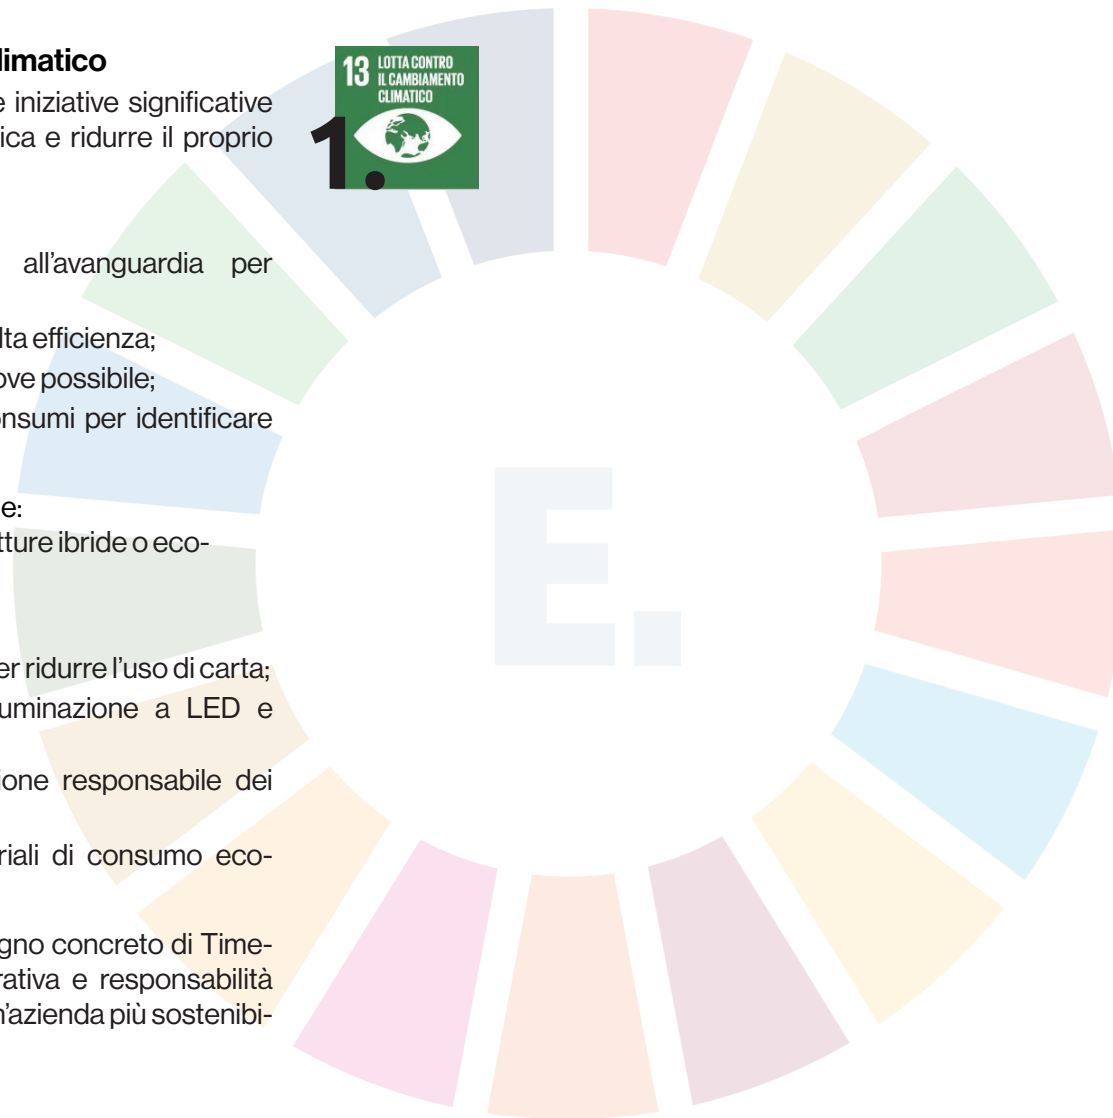 limatico
e iniziative significative
ica e ridurre il proprio
all'avanguardia per
lta efficienza;
ove possibile;
onsumi per identificare
e:
tture ibride o eco-
er ridurre l'uso di carta;
luminazione a LED e
ione responsabile dei
riali di consumo eco-
gno concreto di Time-
rativa e responsabilità
n'azienda più sostenibi-
13 LOTTA CONTRO
IL CAMBIAMENTO
CLIMATICO
1.
E.